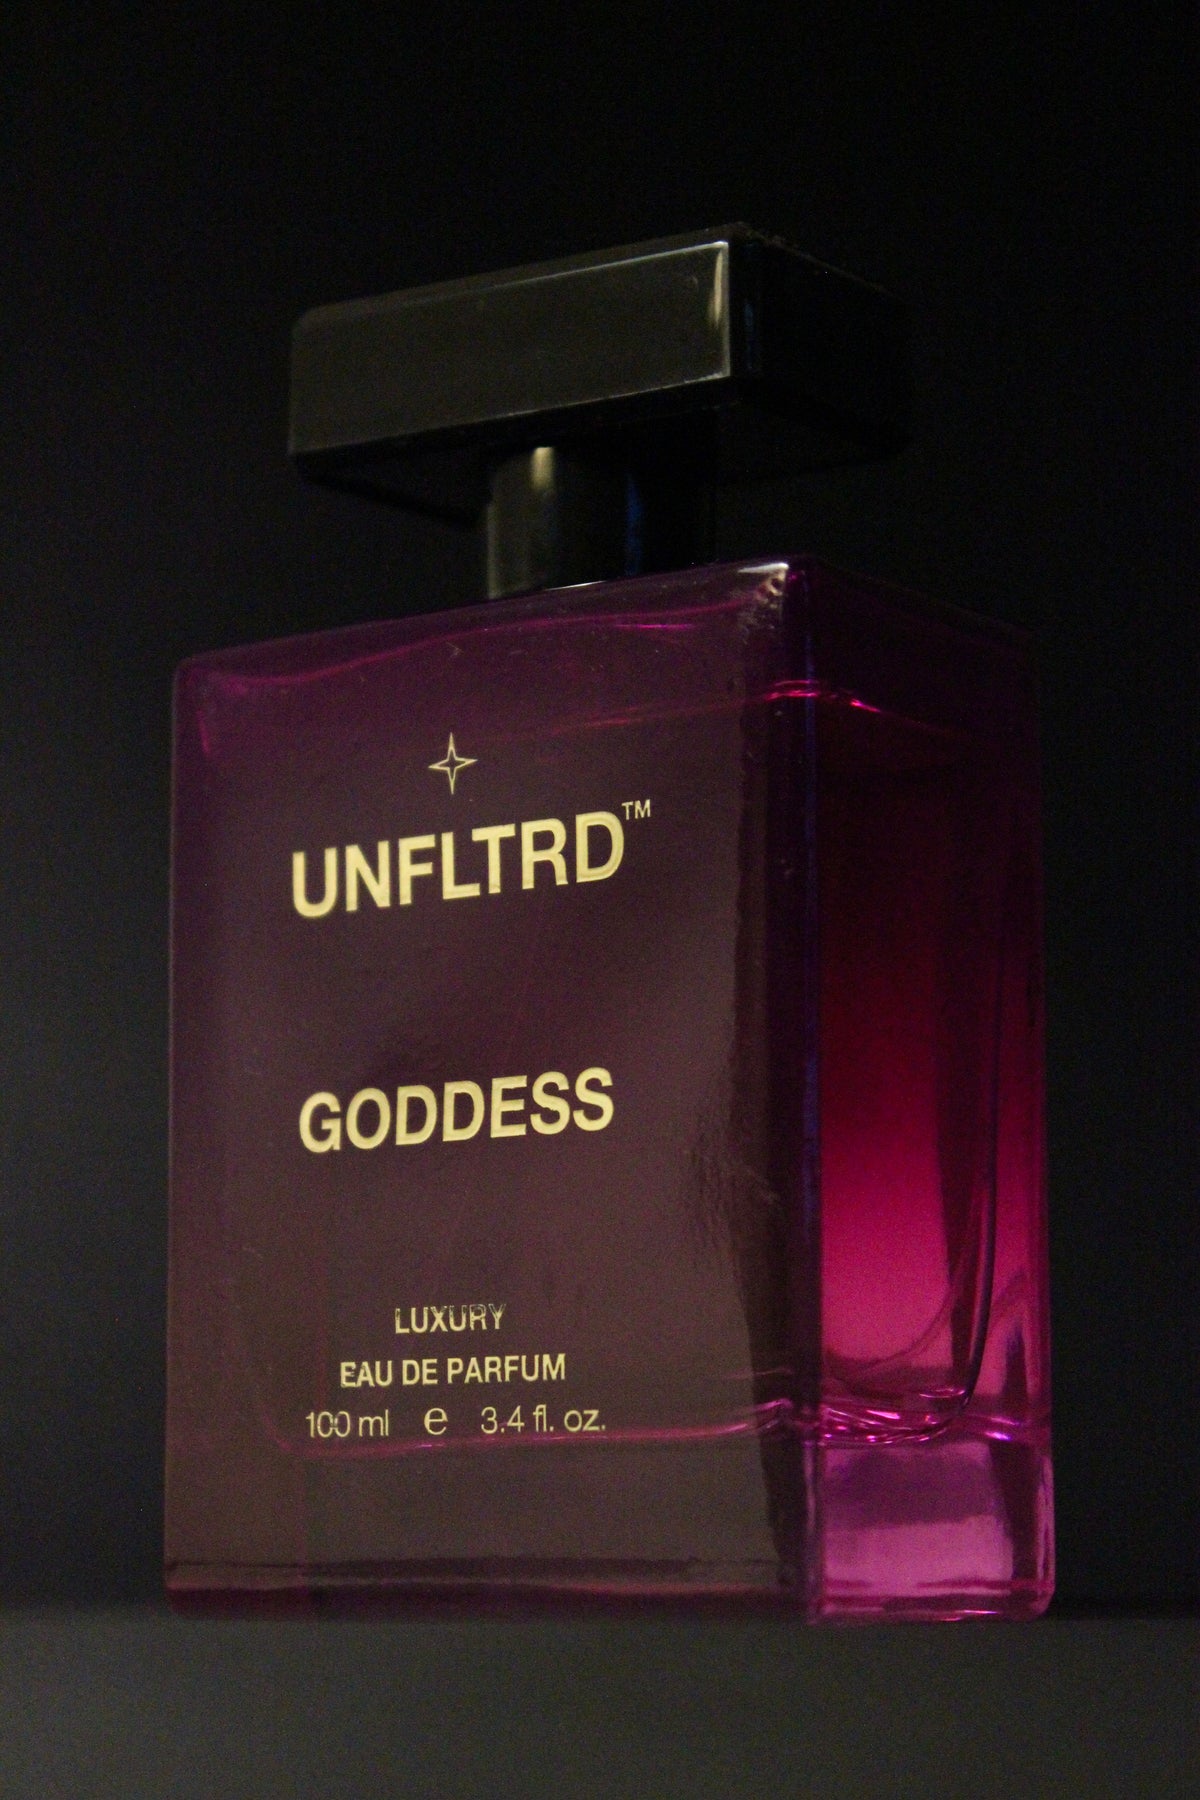 UNFLTRD™
GODDESS
LUXURY
EAU DE PARFUM
100 ml e 3.4 fl. oz.